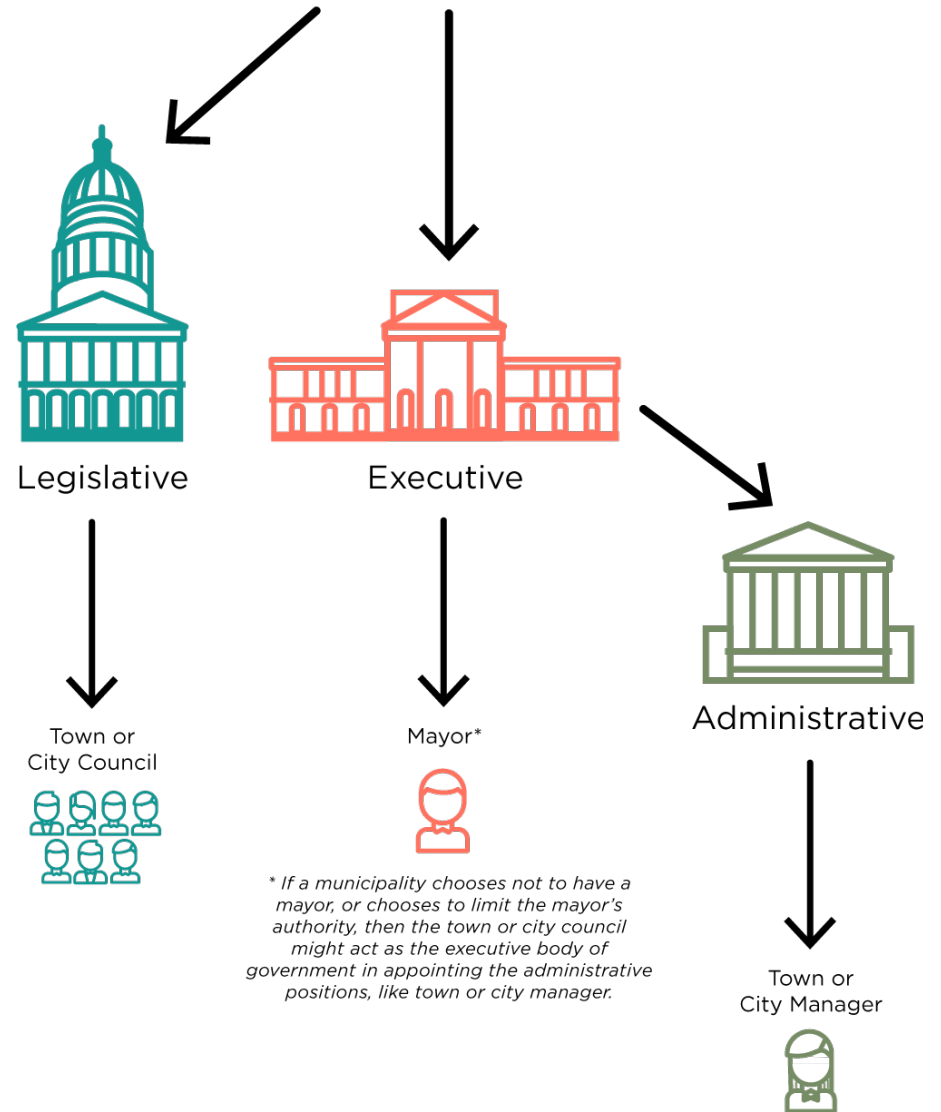 Legislative
Executive
Administrative
Town or
City Council
Mayor*
* If a municipality chooses not to have a
mayor, or chooses to limit the mayor's
authority, then the town or city council
might act as the executive body of
government in appointing the administrative
positions, like town or city manager.
Town or
City Manager